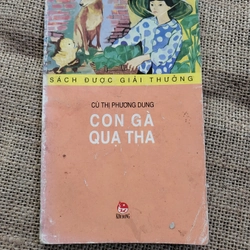 SÁCH ĐƯỢC GIẢI THƯỞNG
CÙ THỊ PHƯƠNG DUNG
CON GÀ
QUẠ THA